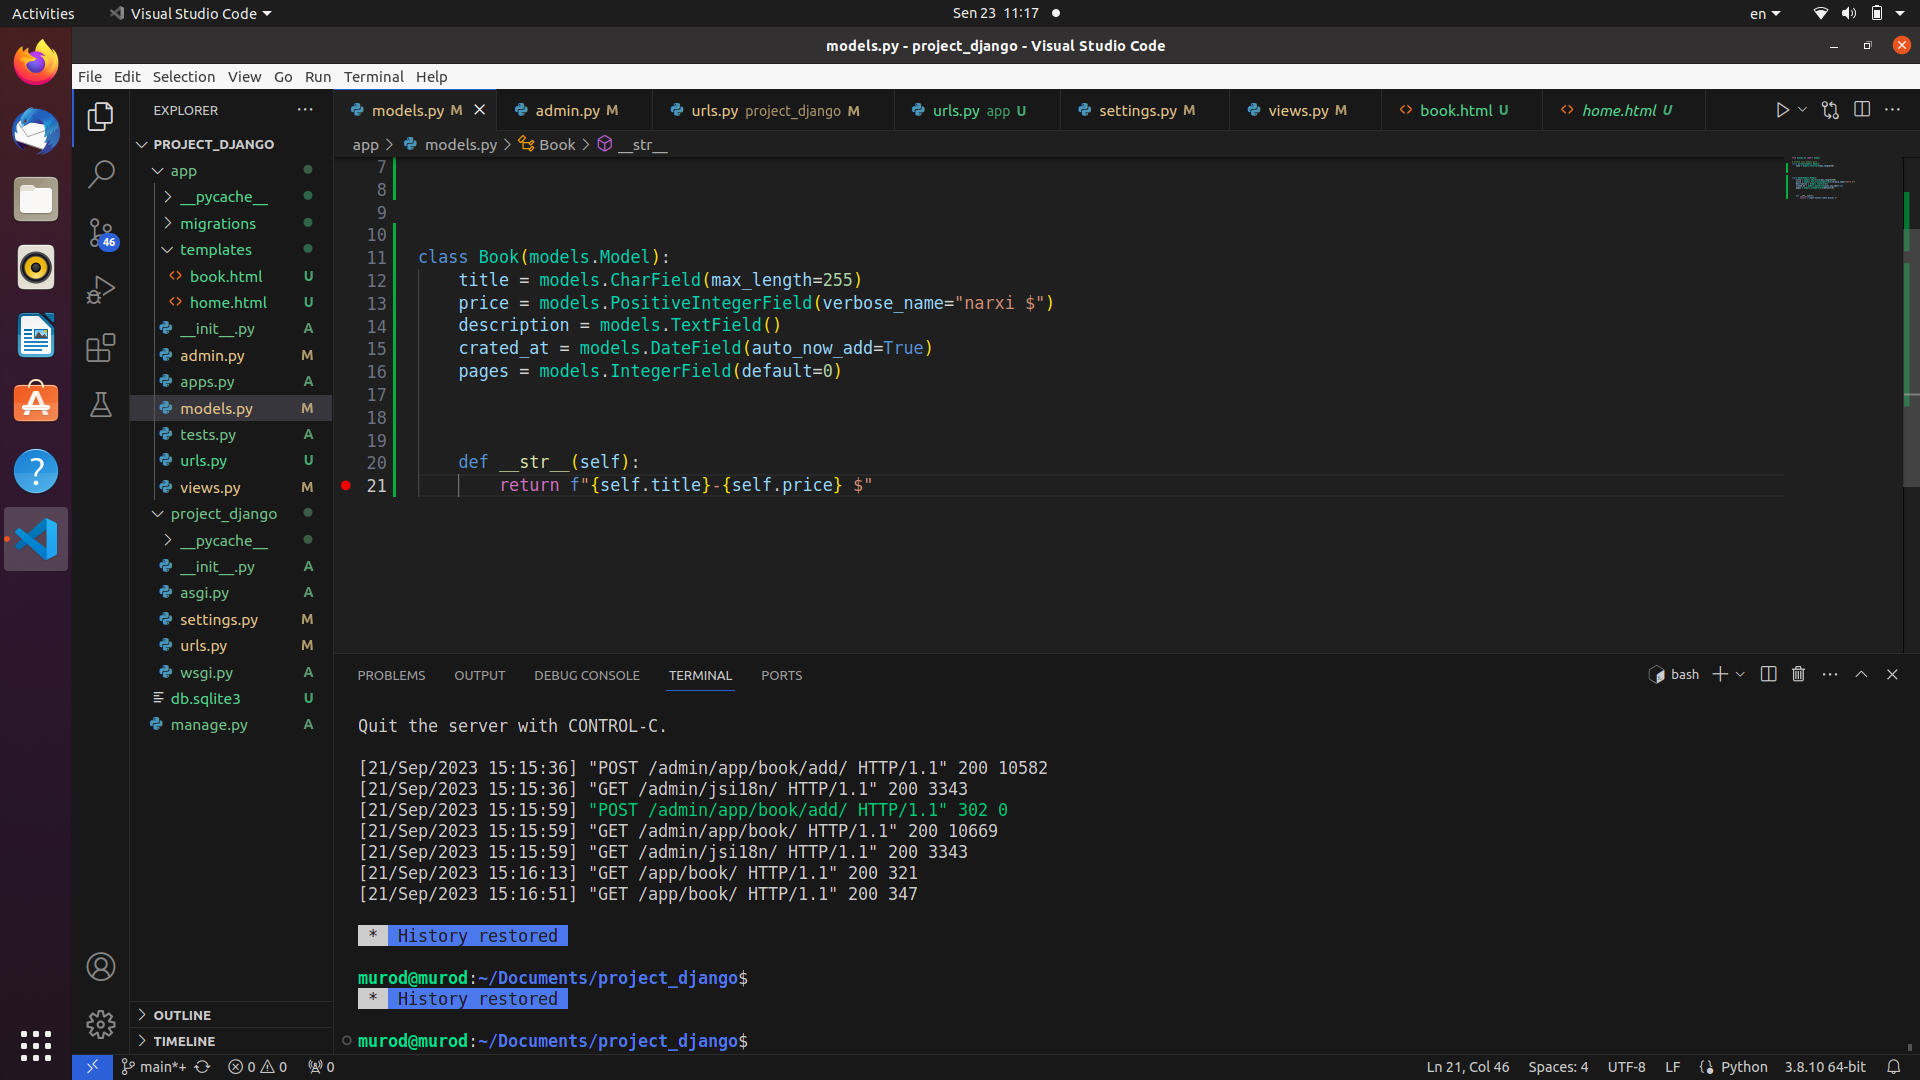 Activities Visual Studio Code Sen 23 11:17 en
models.py - project_django - Visual Studio Code
File Edit Selection View Go Run Terminal Help
EXPLORER
PROJECT_DJANGO
app
__pycache__
migrations
templates
book.html U
home.html U
__init__.py A
admin.py M
apps.py A
models.py M
tests.py A
urls.py U
views.py M
project_django
__pycache__
__init__.py A
asgi.py A
settings.py M
urls.py M
wsgi.py A
db.sqlite3 U
manage.py A
OUTLINE
TIMELINE
46
models.py M admin.py M urls.py project_django M urls.py app U settings.py M views.py M book.html U home.html U
app > models.py > Book > __str__
7
8
9
10
11 class Book(models.Model):
12 title = models.CharField(max_length=255)
13 price = models.PositiveIntegerField(verbose_name="narxi $")
14 description = models.TextField()
15 crated_at = models.DateField(auto_now_add=True)
16 pages = models.IntegerField(default=0)
17
18
19
20 def __str__(self):
21 return f"{self.title}-{self.price} $"
PROBLEMS OUTPUT DEBUG CONSOLE TERMINAL PORTS bash
Quit the server with CONTROL-C.
[21/Sep/2023 15:15:36] "POST /admin/app/book/add/ HTTP/1.1" 200 10582
[21/Sep/2023 15:15:36] "GET /admin/jsi18n/ HTTP/1.1" 200 3343
[21/Sep/2023 15:15:59] "POST /admin/app/book/add/ HTTP/1.1" 302 0
[21/Sep/2023 15:15:59] "GET /admin/app/book/ HTTP/1.1" 200 10669
[21/Sep/2023 15:15:59] "GET /admin/jsi18n/ HTTP/1.1" 200 3343
[21/Sep/2023 15:16:13] "GET /app/book/ HTTP/1.1" 200 321
[21/Sep/2023 15:16:51] "GET /app/book/ HTTP/1.1" 200 347
* History restored
murod@murod:~/Documents/project_django$
* History restored
murod@murod:~/Documents/project_django$
main*+ 0 0 0 Ln 21, Col 46 Spaces: 4 UTF-8 LF Python 3.8.10 64-bit